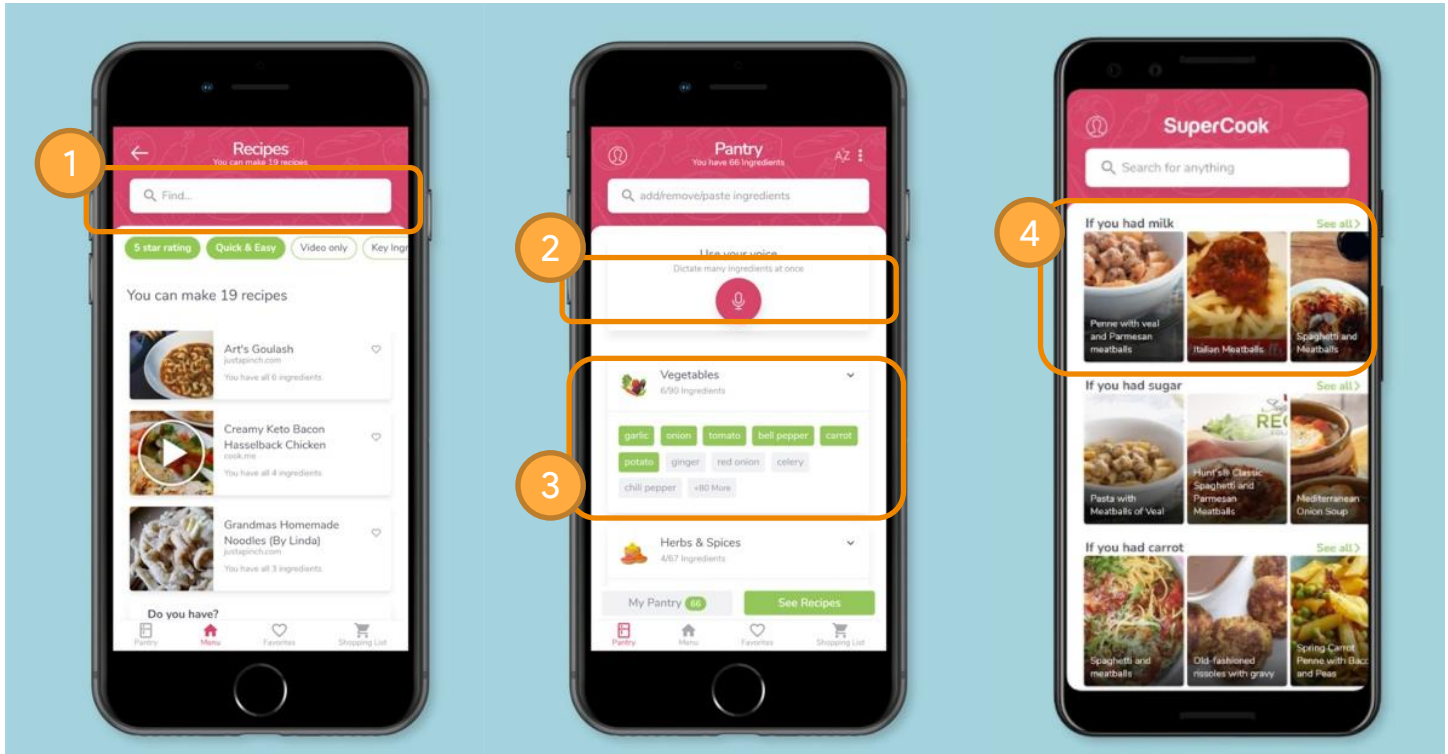 1
Recipes
You can make 19 recipes
Find...
5 star rating
Quick & Easy
Video only
Key Ingr
You can make 19 recipes
Art's Goulash
justapinch.com
You have all 6 ingredients
Creamy Keto Bacon
Hasselback Chicken
cook.me
You have all 4 ingredients
Grandmas Homemade
Noodles (By Linda)
justapinch.com
You have all 3 ingredients
Do you have?
Pantry
Menu
Favorites
Shopping List
2
3
Pantry
You have 66 Ingredients
AZ
add/remove/paste ingredients
Use your voice
Dictate many ingredients at once
Vegetables
6/90 Ingredients
garlic
onion
tomato
bell pepper
carrot
potato
ginger
red onion
celery
chili pepper
+80 More
Herbs & Spices
4/67 Ingredients
My Pantry 66
See Recipes
Pantry
Menu
Favorites
Shopping List
4
SuperCook
Search for anything
If you had milk
See all >
Penne with veal
and Parmesan
meatballs
Italian Meatballs
Spaghetti and
Meatballs
If you had sugar
See all >
Pasta with
Meatballs of Veal
REC
Hunt's® Classic
Spaghetti and
Parmesan
Meatballs
Mediterranean
Onion Soup
If you had carrot
See all >
Spaghetti and
meatballs
Old-fashioned
rissoles with gravy
Spring Carrot
Penne with Bacc
and Peas